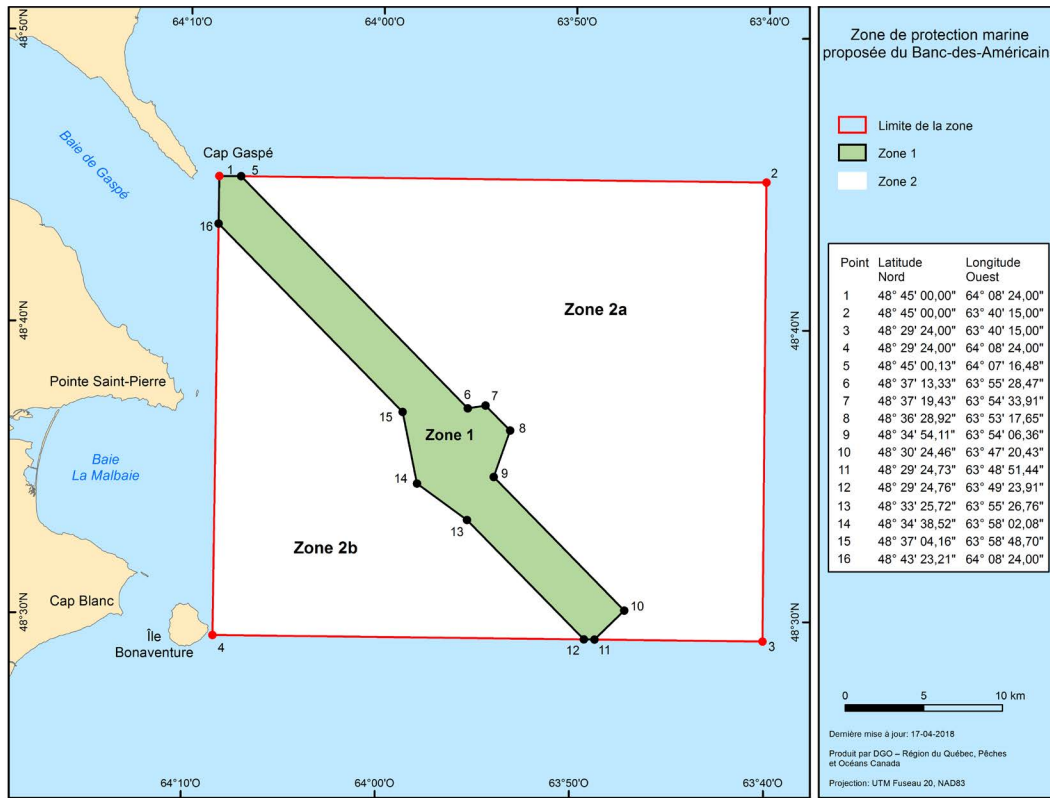 64°10'O
64°00'O
63°50'O
63°40'O
48°50'N
48°40'N
48°40'N
48°30'N
48°30'N
Baie de Gaspé
Cap Gaspé
1
5
2
16
Zone 2a
Pointe Saint-Pierre
6
7
15
Zone 1
8
Baie
La Malbaie
14
9
13
Zone 2b
Cap Blanc
10
Île
Bonaventure
4
12
11
3
64°10'O
64°00'O
63°50'O
63°40'O
Zone de protection marine
proposée du Banc-des-Américain
Limite de la zone
Zone 1
Zone 2
Point Latitude Longitude
Nord Ouest
1 48° 45' 00,00" 64° 08' 24,00"
2 48° 45' 00,00" 63° 40' 15,00"
3 48° 29' 24,00" 63° 40' 15,00"
4 48° 29' 24,00" 64° 08' 24,00"
5 48° 45' 00,13" 64° 07' 16,48"
6 48° 37' 13,33" 63° 55' 28,47"
7 48° 37' 19,43" 63° 54' 33,91"
8 48° 36' 28,92" 63° 53' 17,65"
9 48° 34' 54,11" 63° 54' 06,36"
10 48° 30' 24,46" 63° 47' 20,43"
11 48° 29' 24,73" 63° 48' 51,44"
12 48° 29' 24,76" 63° 49' 23,91"
13 48° 33' 25,72" 63° 55' 26,76"
14 48° 34' 38,52" 63° 58' 02,08"
15 48° 37' 04,16" 63° 58' 48,70"
16 48° 43' 23,21" 64° 08' 24,00"
0 5 10 km
Dernière mise à jour: 17-04-2018
Produit par DGO – Région du Québec, Pêches
et Océans Canada
Projection: UTM Fuseau 20, NAD83